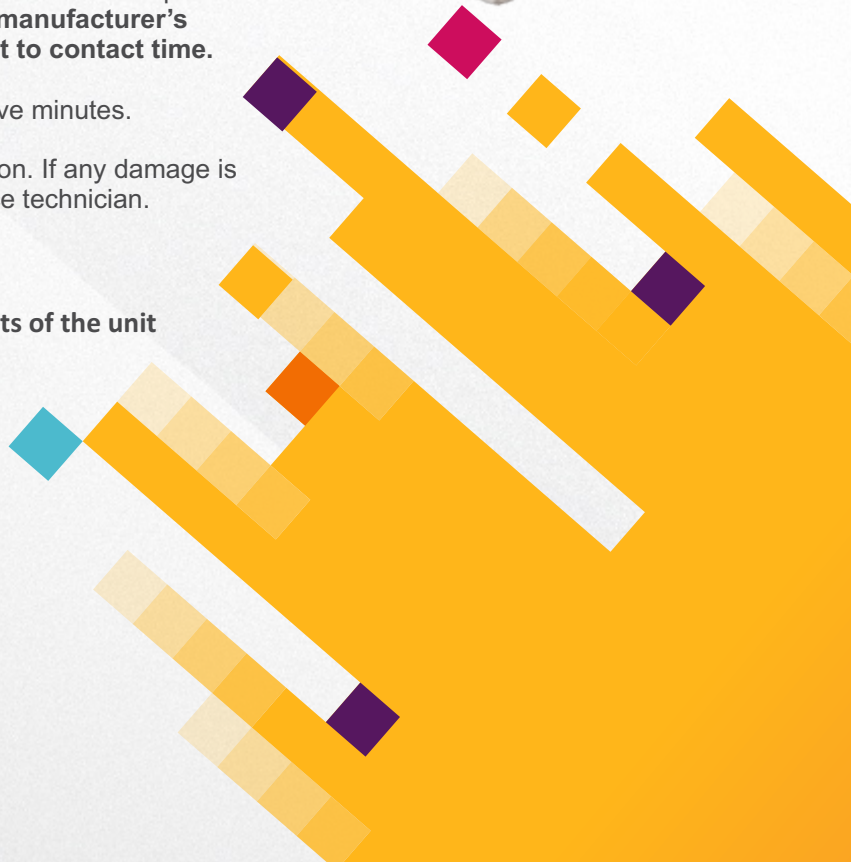 manufacturer’s
t to contact time.
ve minutes.
on. If any damage is
e technician.
ts of the unit